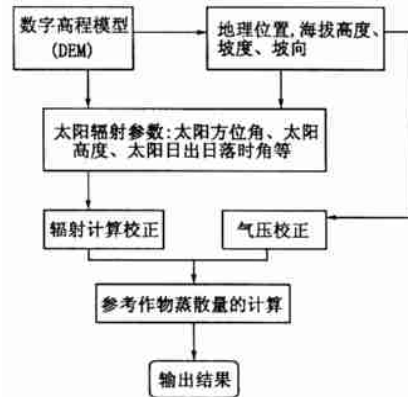 数字高程模型
(DEM)
地理位置,海拔高度、
坡度、坡向
太阳辐射参数:太阳方位角、太阳
高度、太阳日出日落时角等
辐射计算校正
气压校正
参考作物蒸散量的计算
输出结果